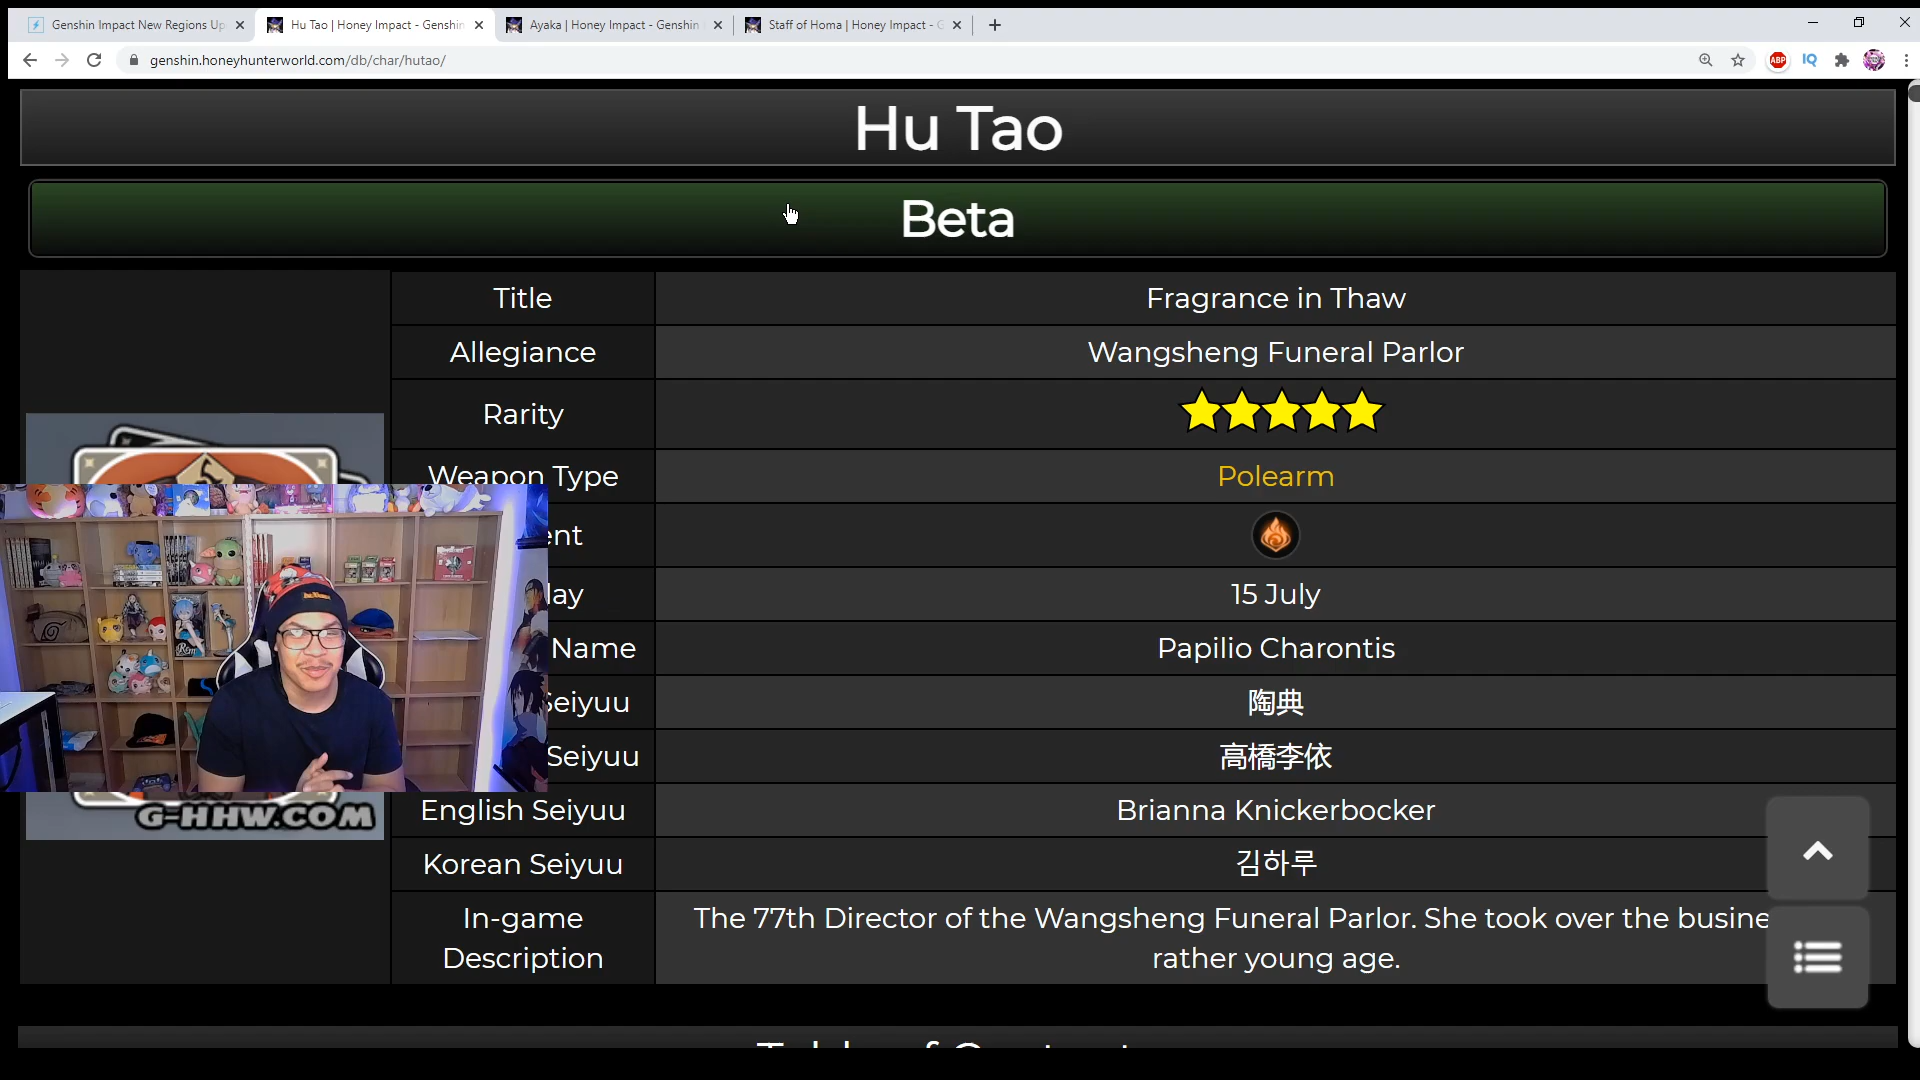 Genshin Impact New Regions Up
Hu Tao | Honey Impact - Genshin
Ayaka | Honey Impact - Genshin
Staff of Homa | Honey Impact - G
genshin.honeyhunterworld.com/db/char/hutao/
ABP
IQ
Hu Tao
Beta
Title
Fragrance in Thaw
Allegiance
Wangsheng Funeral Parlor
Rarity
Weapon Type
Polearm
ent
lay
15 July
Name
Papilio Charontis
Seiyuu
陶典
Seiyuu
高橋李依
English Seiyuu
Brianna Knickerbocker
Korean Seiyuu
김하루
In-game
Description
The 77th Director of the Wangsheng Funeral Parlor. She took over the busine
rather young age.
G-HHW.COM
Rem